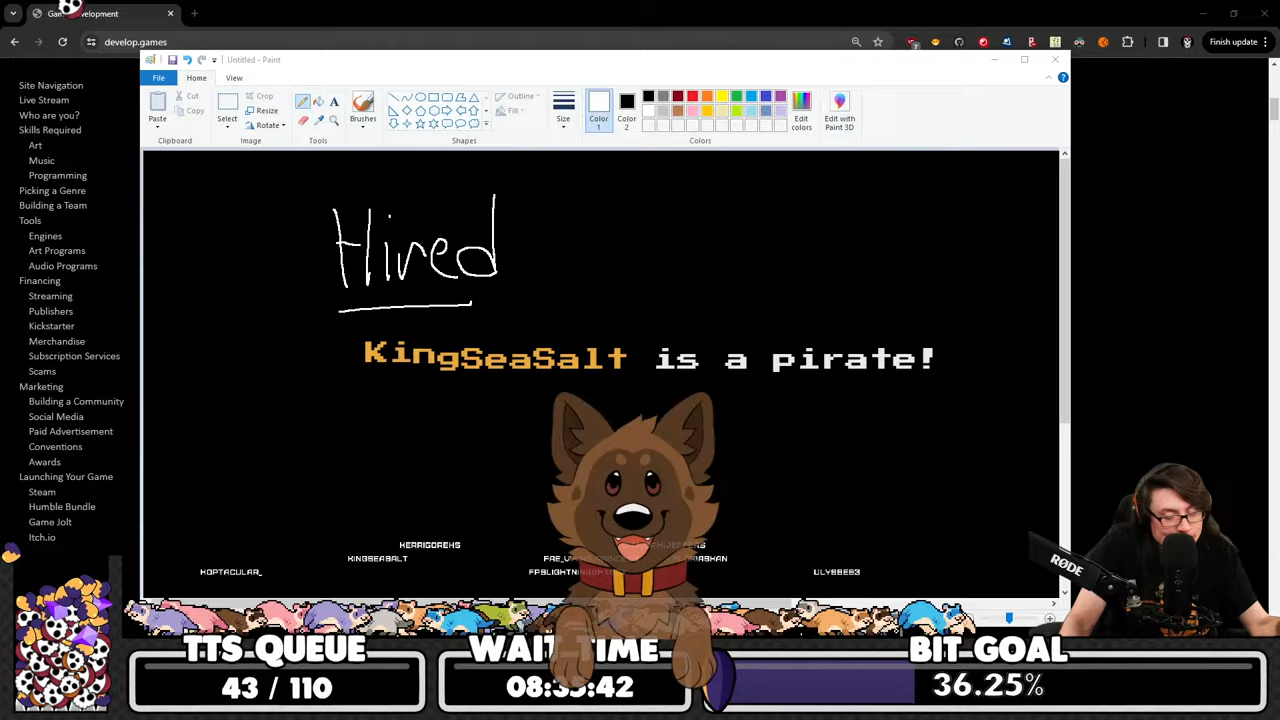 develop.games
Finish update
Untitled - Paint
File
Home
View
Paste
Cut
Copy
Clipboard
Select
Crop
Resize
Rotate
Image
A
Tools
Brushes
Outline
Fill
Shapes
Size
Color
1
Color
2
Edit
colors
Edit with
Paint 3D
Colors
Site Navigation
Live Stream
Who are you?
Skills Required
Art
Music
Programming
Picking a Genre
Building a Team
Tools
Engines
Art Programs
Audio Programs
Financing
Streaming
Publishers
Kickstarter
Merchandise
Subscription Services
Scams
Marketing
Building a Community
Social Media
Paid Advertisement
Conventions
Awards
Launching Your Game
Steam
Humble Bundle
Game Jolt
Itch.io
Hired
KingSeaSalt is a pirate!
KERRIGOREHS
KINGSEASALT
HOPTACULAR_
RØDE
TTS QUEUE
43 / 110
WAIT TIME
BIT GOAL
36.25%